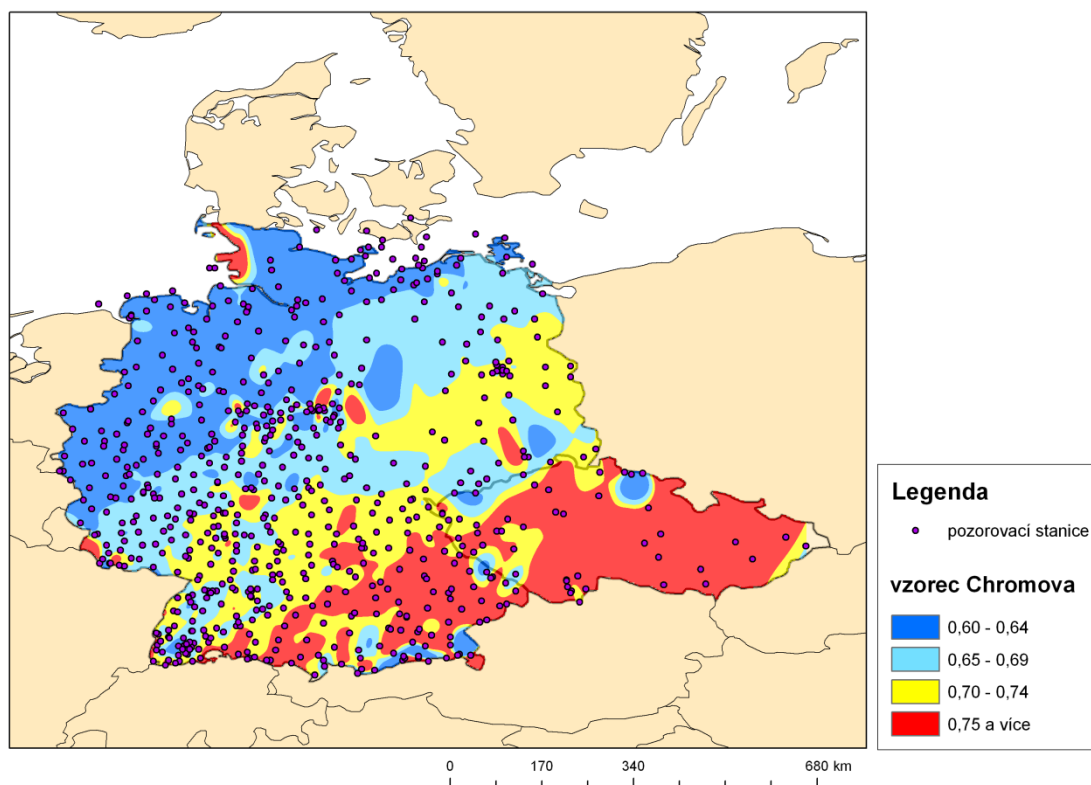 Legenda
pozorovací stanice
vzorec Chromova
0,60 - 0,64
0,65 - 0,69
0,70 - 0,74
0,75 a více
0 170 340 680 km